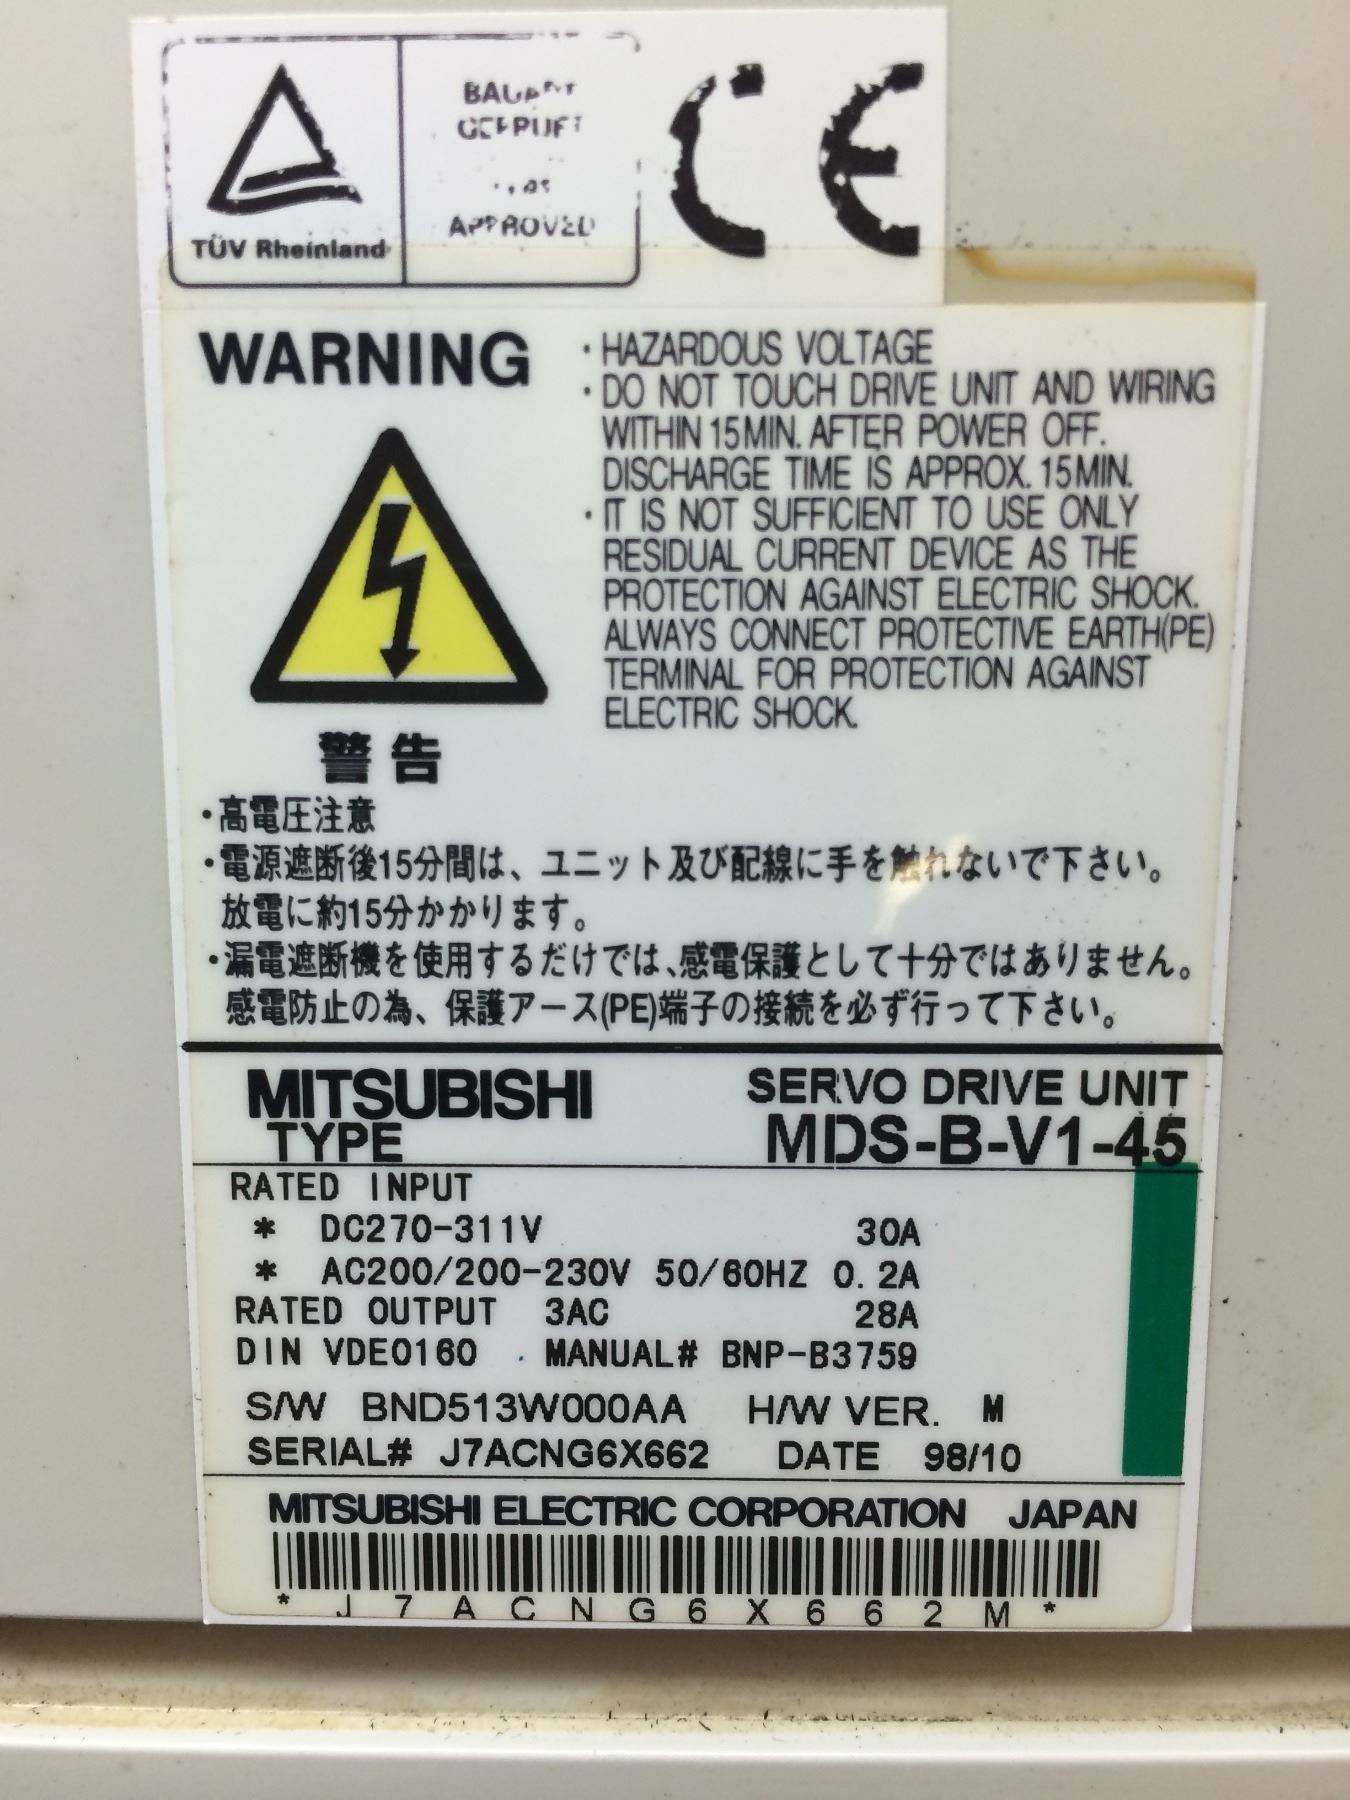 TÜV Rheinland
APPROVED
CE
WARNING
・HAZARDOUS VOLTAGE
・DO NOT TOUCH DRIVE UNIT AND WIRING
WITHIN 15MIN. AFTER POWER OFF.
DISCHARGE TIME IS APPROX. 15MIN.
・IT IS NOT SUFFICIENT TO USE ONLY
RESIDUAL CURRENT DEVICE AS THE
PROTECTION AGAINST ELECTRIC SHOCK.
ALWAYS CONNECT PROTECTIVE EARTH(PE)
TERMINAL FOR PROTECTION AGAINST
ELECTRIC SHOCK.
警告
・高電圧注意
・電源遮断後15分間は、ユニット及び配線に手を触れないで下さい。
放電に約15分かかります。
・漏電遮断機を使用するだけでは、感電保護として十分ではありません。
感電防止の為、保護アース(PE)端子の接続を必ず行って下さい。
MITSUBISHI SERVO DRIVE UNIT
TYPE MDS-B-V1-45
RATED INPUT
* DC270-311V 30A
* AC200/200-230V 50/60HZ 0.2A
RATED OUTPUT 3AC 28A
DIN VDE0160 MANUAL# BNP-B3759
S/W BND513W000AA H/W VER. M
SERIAL# J7ACNG6X662 DATE 98/10
MITSUBISHI ELECTRIC CORPORATION JAPAN
* J 7 A C N G 6 X 6 6 2 M *